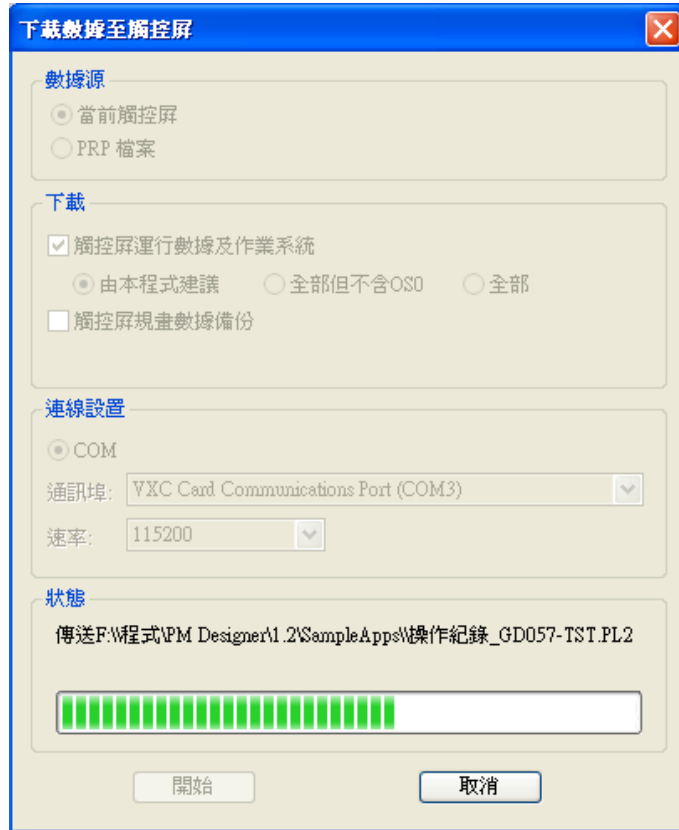 下載數據至觸控屏
數據源
當前觸控屏
PRP 檔案
下載
觸控屏運行數據及作業系統
由本程式建議 全部但不含OS0 全部
觸控屏規畫數據備份
連線設置
COM
通訊埠: VXC Card Communications Port (COM3)
速率: 115200
狀態
傳送F:\\程式\PM Designer\1.2\SampleApps\\操作紀錄_GD057-TST.PL2
開始 取消